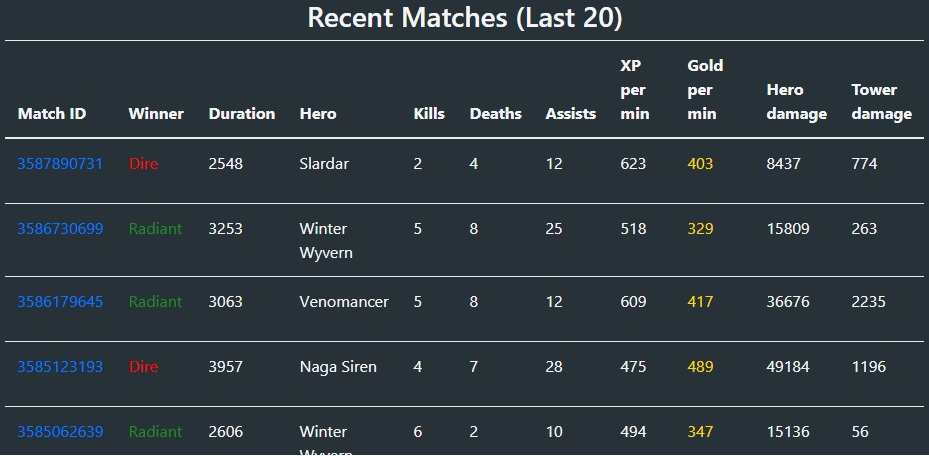 Recent Matches (Last 20)
Match ID Winner Duration Hero Kills Deaths Assists XP per min Gold per min Hero damage Tower damage
3587890731 Dire 2548 Slardar 2 4 12 623 403 8437 774
3586730699 Radiant 3253 Winter Wyvern 5 8 25 518 329 15809 263
3586179645 Radiant 3063 Venomancer 5 8 12 609 417 36676 2235
3585123193 Dire 3957 Naga Siren 4 7 28 475 489 49184 1196
3585062639 Radiant 2606 Winter Wyvern 6 2 10 494 347 15136 56